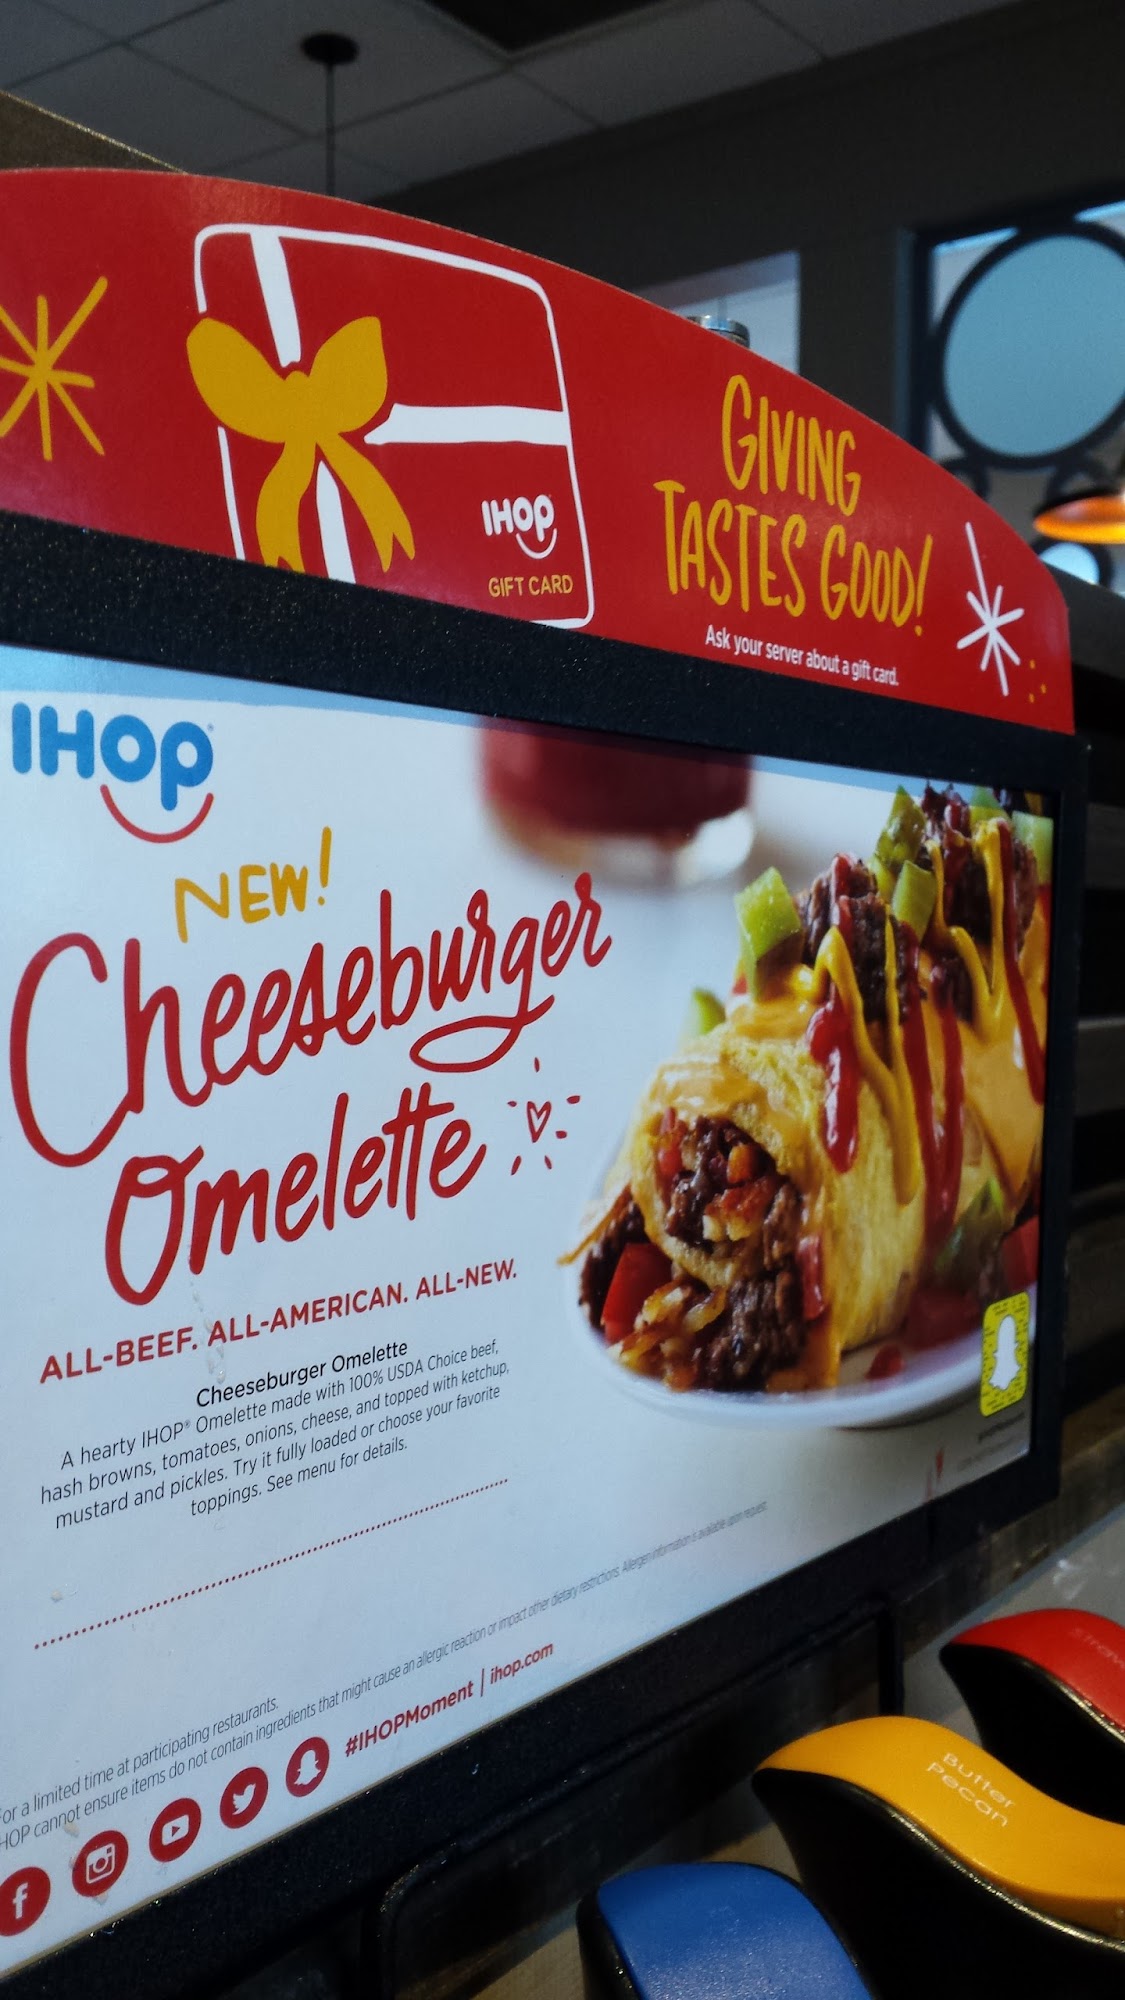 IHOP
GIFT CARD
GIVING
TASTES GOOD!
Ask your server about a gift card.
IHOP®
NEW!
Cheeseburger
Omelette
ALL-BEEF. ALL-AMERICAN. ALL-NEW.
Cheeseburger Omelette
A hearty IHOP® Omelette made with 100% USDA Choice beef,
hash browns, tomatoes, onions, cheese, and topped with ketchup,
mustard and pickles. Try it fully loaded or choose your favorite
toppings. See menu for details.
For a limited time at participating restaurants.
IHOP cannot ensure items do not contain ingredients that might cause an allergic reaction or impact other dietary restrictions. Allergen information is available upon request.
#IHOPMoment | ihop.com
Butter
Pecan